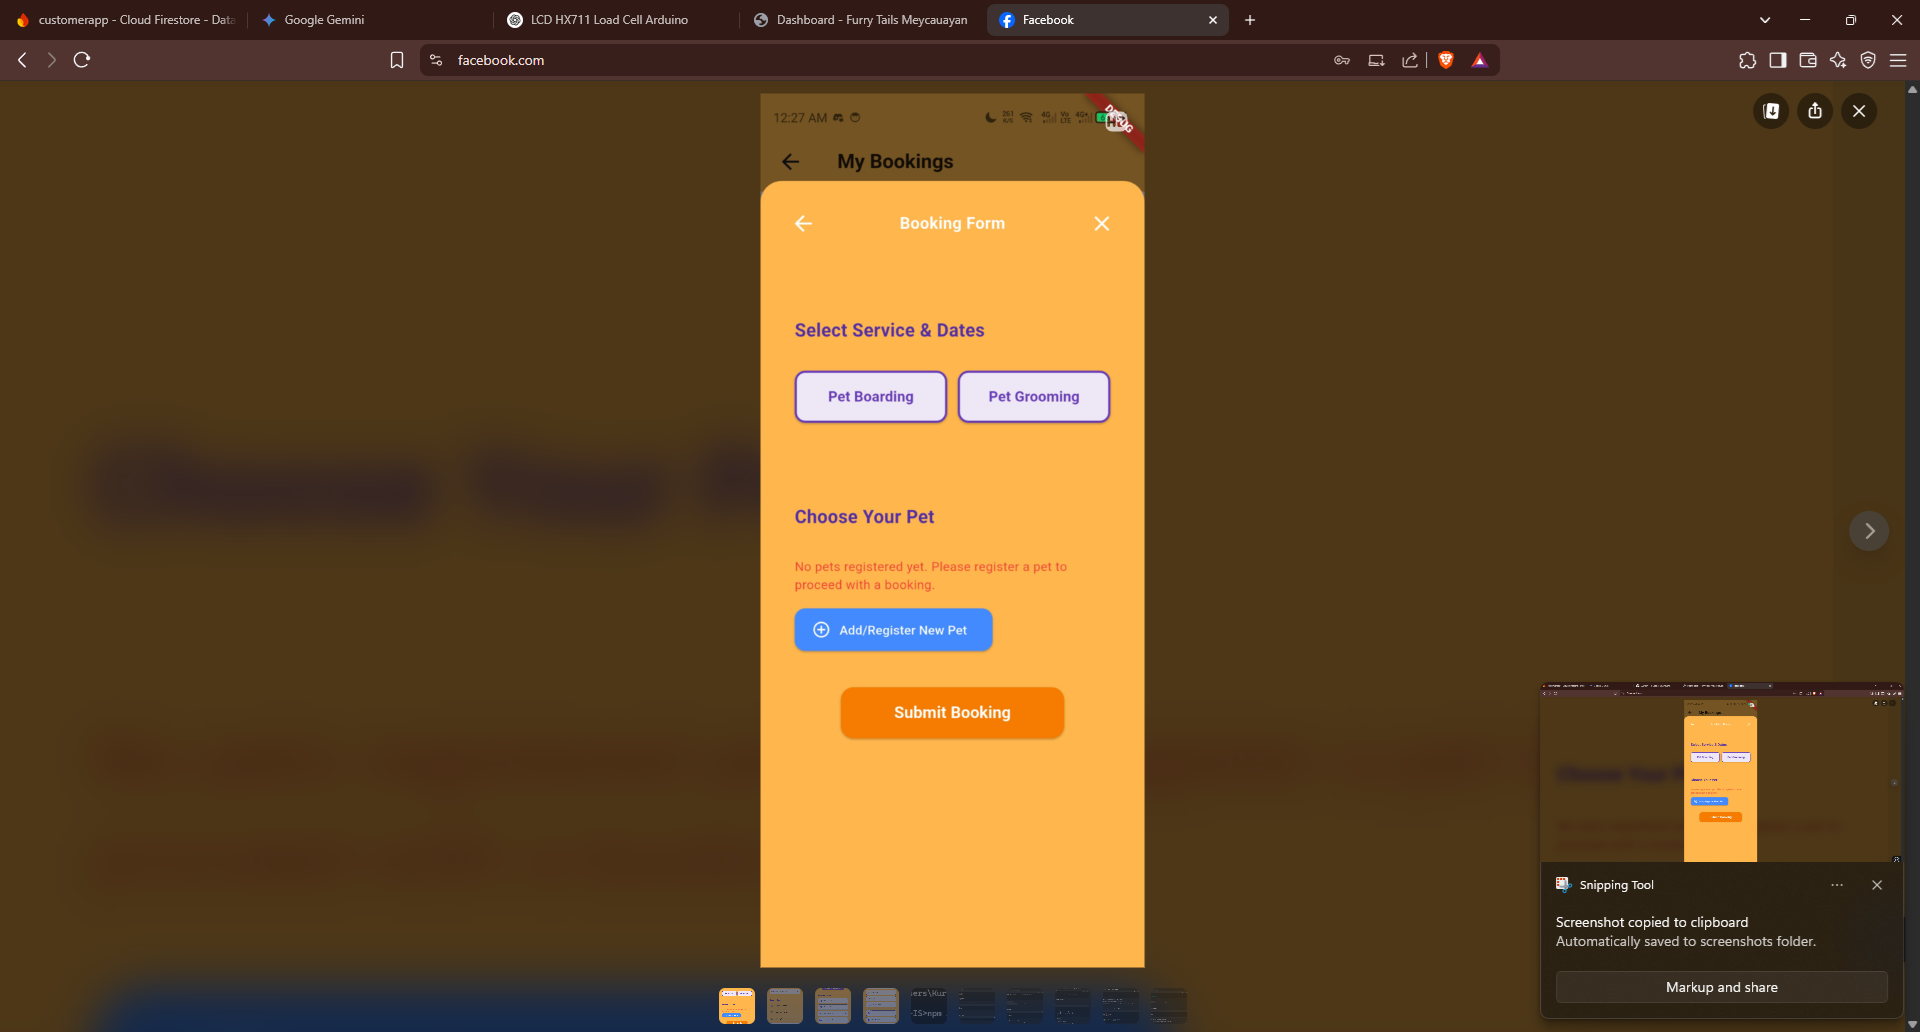 customerapp - Cloud Firestore - Data
Google Gemini
LCD HX711 Load Cell Arduino
Dashboard - Furry Tails Meycauayan
Facebook
facebook.com
12:27 AM
DEBUG
My Bookings
Booking Form
Select Service & Dates
Pet Boarding
Pet Grooming
Choose Your Pet
No pets registered yet. Please register a pet to
proceed with a booking.
Add/Register New Pet
Submit Booking
Snipping Tool
Screenshot copied to clipboard
Automatically saved to screenshots folder.
Markup and share